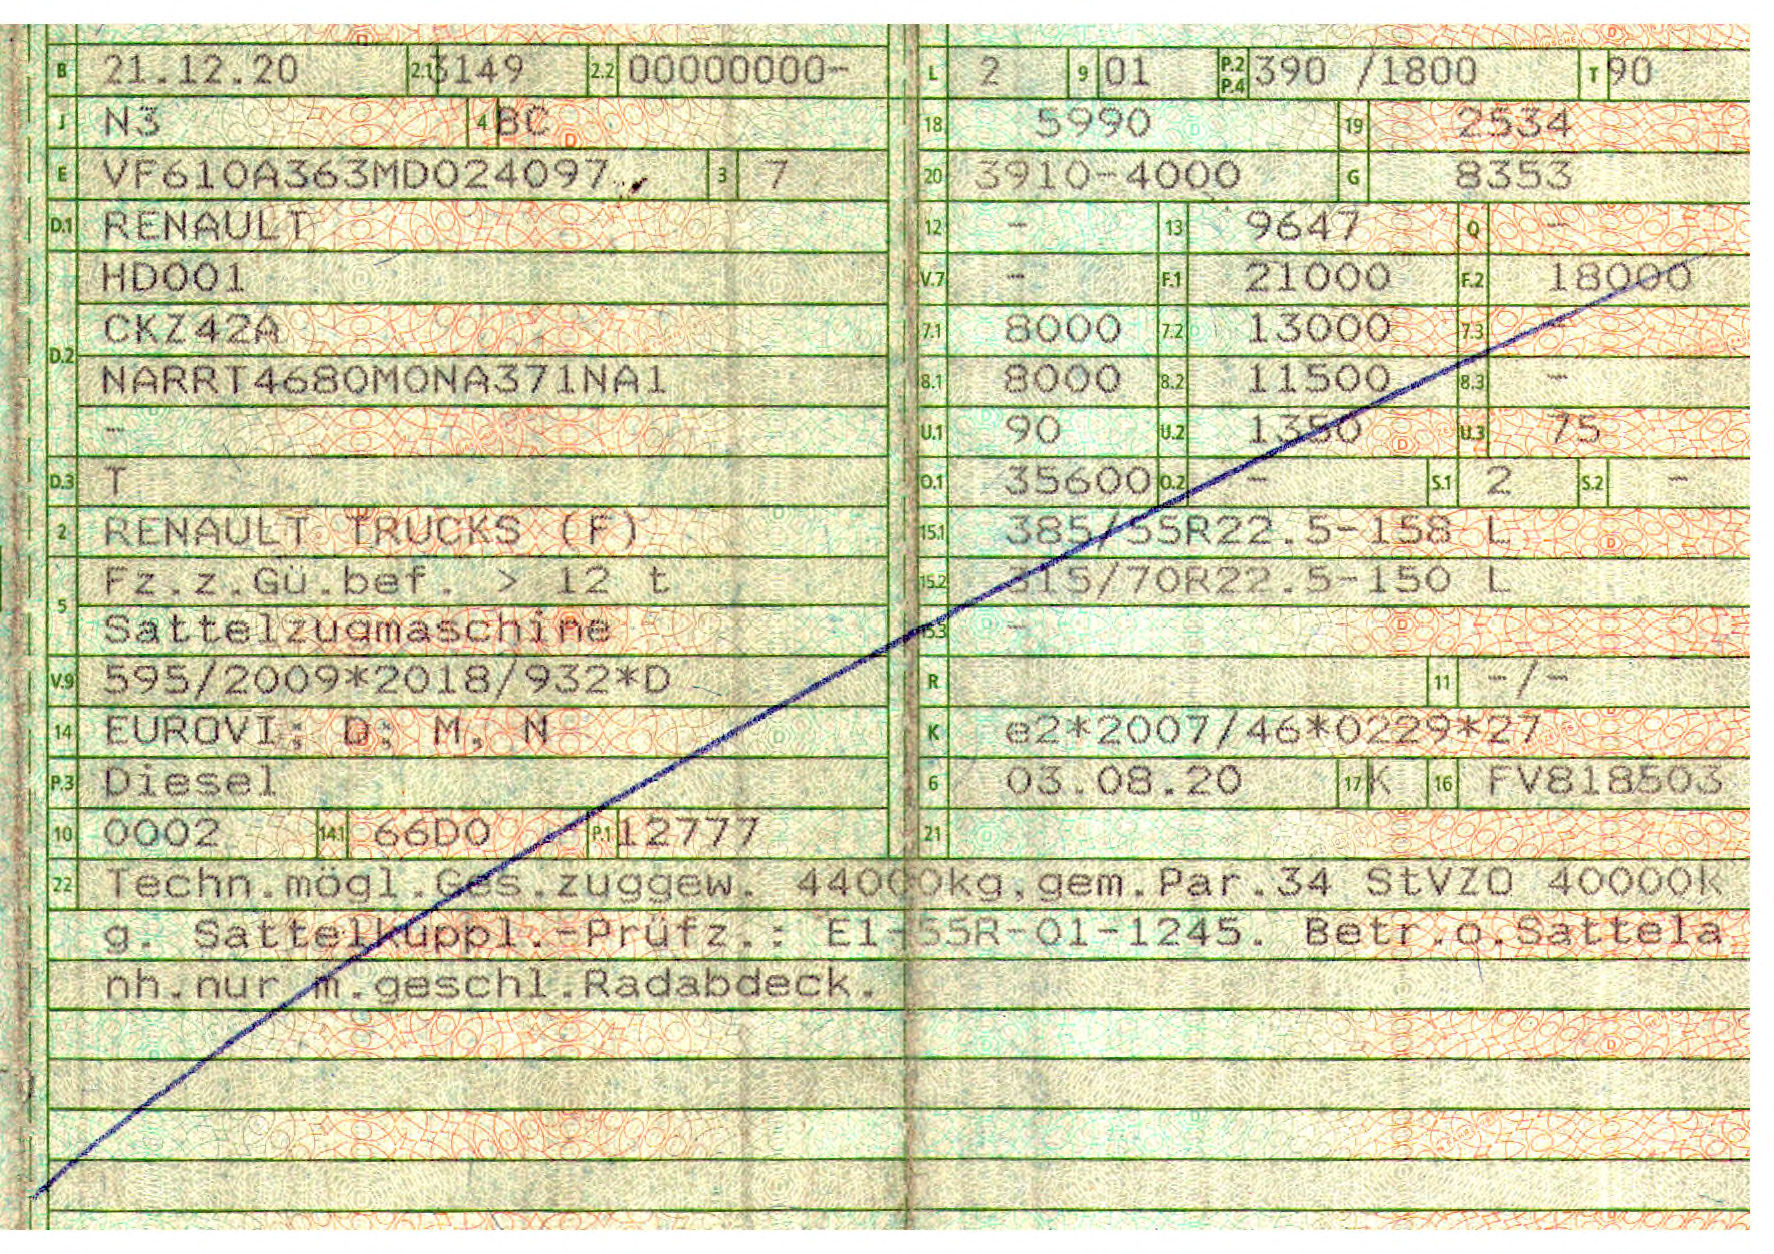 B 21.12.20 2.1 3149 2.2 00000000-
J N3 4 BC
E VF610A363MD024097 3 7
D.1 RENAULT
HD001
D.2 CKZ42A
NARRT4680M0NA371NA1
-
D.3 T
2 RENAULT TRUCKS (F)
5 Fz.z.Gü.bef. > 12 t
Sattelzugmaschine
V.9 595/2009*2018/932*D
14 EUROVI; D; M, N
P.3 Diesel
10 0002 14.1 66D0 P.1 12777
L 2 9 01 P.2 P.4 390 /1800 T 90
18 5990 19 2534
20 3910-4000 G 8353
12 - 13 9647 Q -
V.7 - F.1 21000 F.2 18000
7.1 8000 7.2 13000 7.3 -
8.1 8000 8.2 11500 8.3 -
U.1 90 U.2 1350 U.3 75
O.1 35600 O.2 - S.1 2 S.2 -
15.1 385/55R22.5-158 L
15.2 315/70R22.5-150 L
15.3 -
R 11 -/-
K e2*2007/46*0229*27
6 03.08.20 17 K 16 FV818503
21
22 Techn.mögl.Ges.zuggew. 44000kg,gem.Par.34 StVZO 40000k
g. Sattelkuppl.-Prüfz.: E1-55R-01-1245. Betr.o.Sattela
nh.nur m.geschl.Radabdeck.